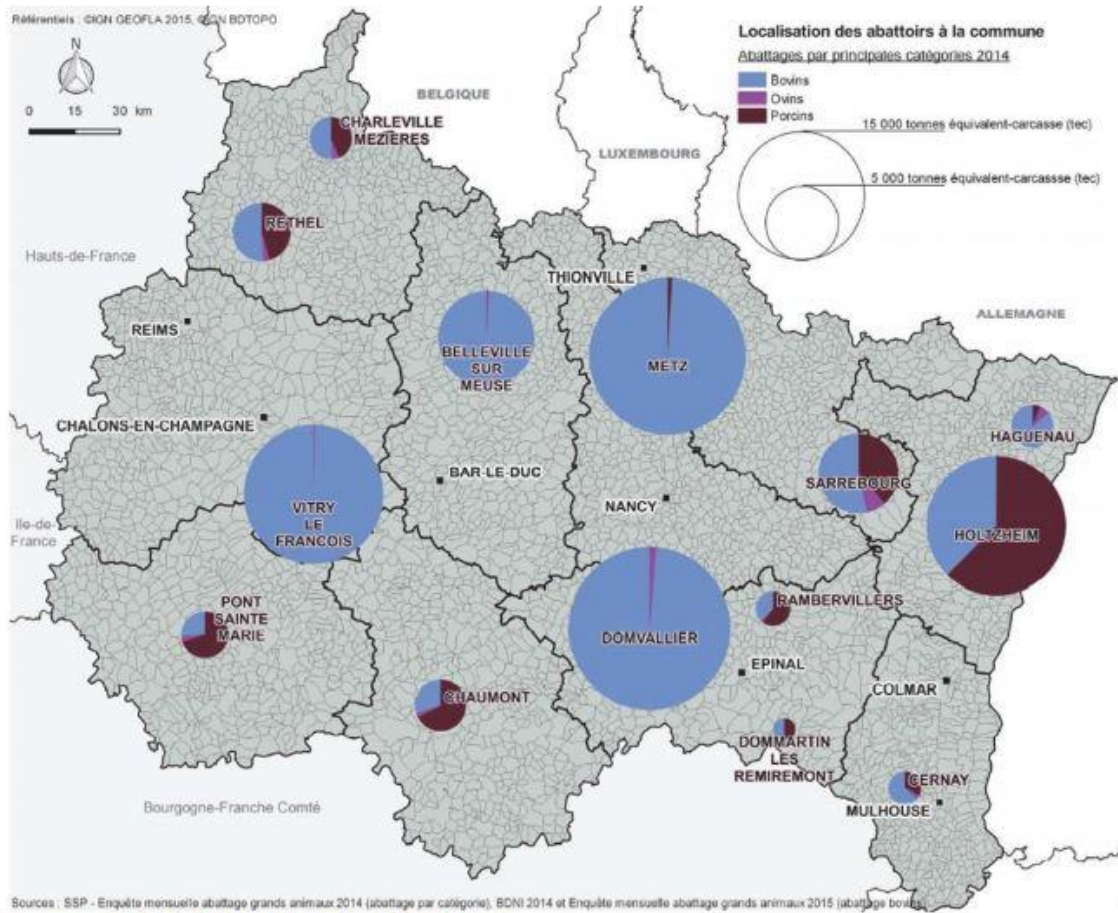 Référentiels : ©IGN GEOFLA 2015, ©IGN BDTOPO
N
0 15 30 km
Localisation des abattoirs à la commune
Abattages par principales catégories 2014
Bovins
Ovins
Porcins
15 000 tonnes équivalent-carcasse (tec)
5 000 tonnes équivalent-carcassse (tec)
BELGIQUE
LUXEMBOURG
ALLEMAGNE
Hauts-de-France
Ile-de-
France
Bourgogne-Franche Comté
CHARLEVILLE
MEZIERES
RETHEL
REIMS
THIONVILLE
BELLEVILLE
SUR
MEUSE
METZ
CHALONS-EN-CHAMPAGNE
HAGUENAU
BAR-LE-DUC
SARREBOURG
VITRY
LE
FRANCOIS
NANCY
HOLTZHEIM
PONT
SAINTE
MARIE
DOMVALLIER
RAMBERVILLERS
EPINAL
COLMAR
CHAUMONT
DOMMARTIN
LES
REMIREMONT
CERNAY
MULHOUSE
Sources : SSP - Enquête mensuelle abattage grands animaux 2014 (abattage par catégorie), BDNI 2014 et Enquête mensuelle abattage grands animaux 2015 (abattage bovins